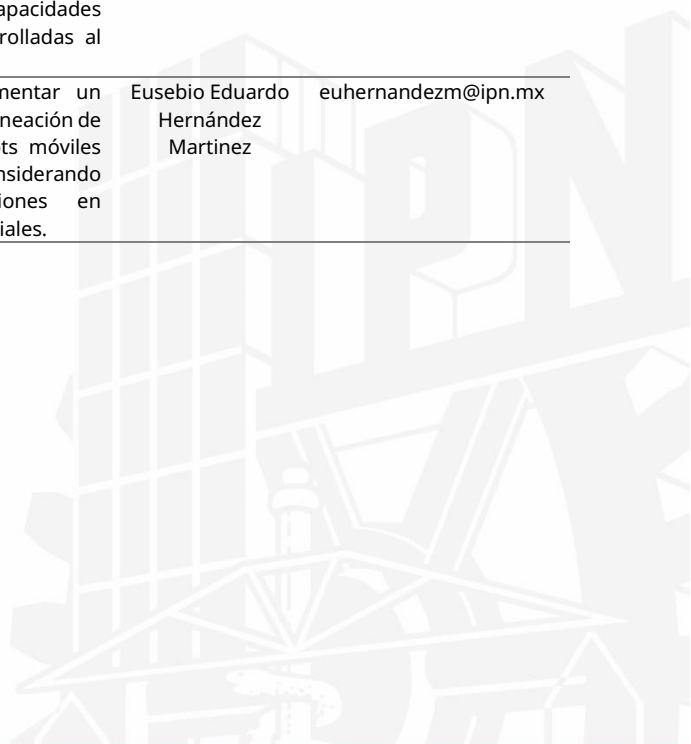 apacidades
rolladas al
mentar un Eusebio Eduardo euhernandezm@ipn.mx
neación de Hernández
ts móviles Martinez
nsiderando
iones en
iales.
IPN